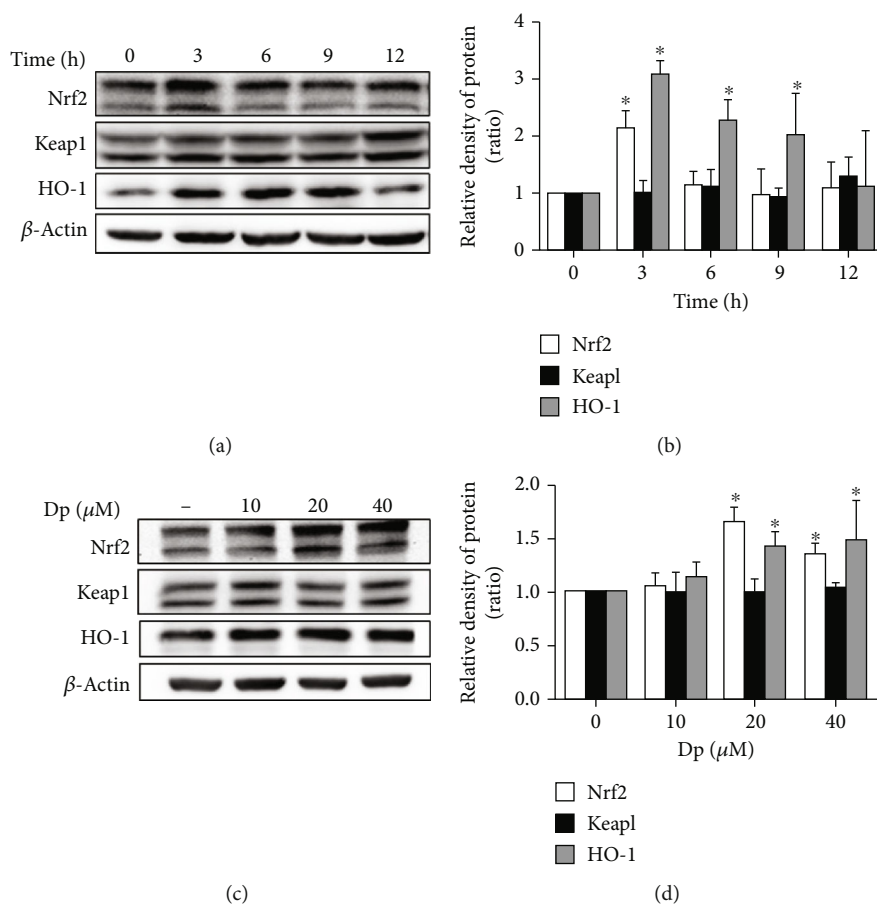 Time (h) 0 3 6 9 12
Nrf2
Keap1
HO-1
β-Actin
(a)
Relative density of protein
(ratio)
4
3
2
1
0
* * * *
0 3 6 9 12
Time (h)
Nrf2
Keapl
HO-1
(b)
Dp (μM) – 10 20 40
Nrf2
Keap1
HO-1
β-Actin
(c)
Relative density of protein
(ratio)
2.0
1.5
1.0
0.5
0.0
* * * *
0 10 20 40
Dp (μM)
Nrf2
Keapl
HO-1
(d)